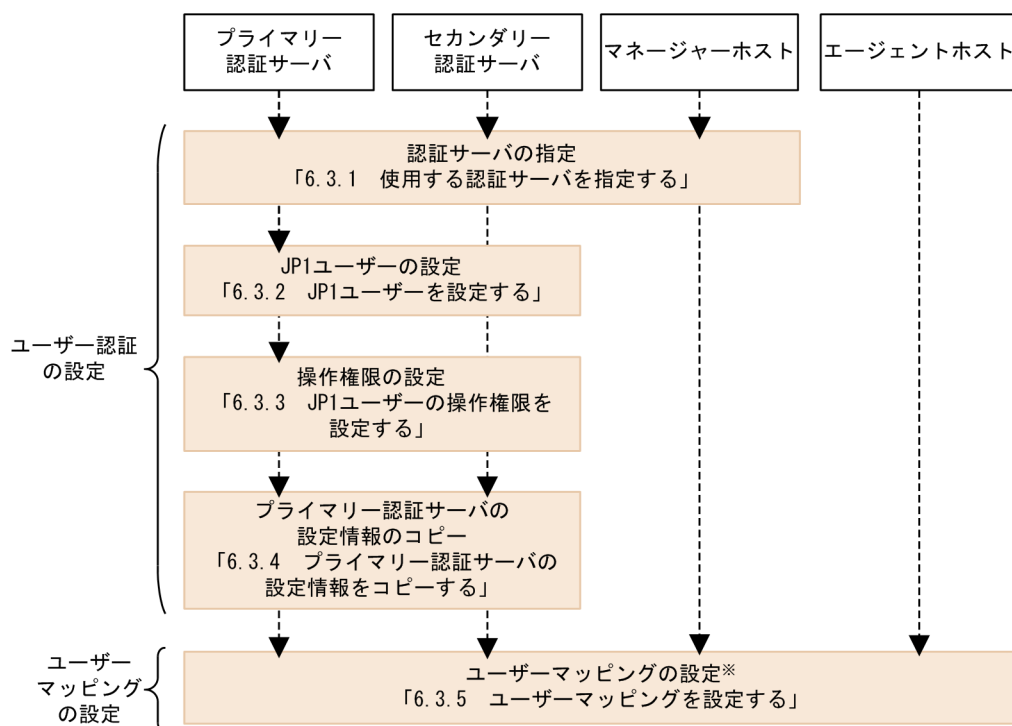 プライマリー
認証サーバ
セカンダリー
認証サーバ
マネージャーホスト
エージェントホスト
認証サーバの指定
「6.3.1　使用する認証サーバを指定する」
JP1ユーザーの設定
「6.3.2　JP1ユーザーを設定する」
ユーザー認証
の設定
操作権限の設定
「6.3.3　JP1ユーザーの操作権限を
設定する」
プライマリー認証サーバの
設定情報のコピー
「6.3.4　プライマリー認証サーバの
設定情報をコピーする」
ユーザー
マッピング
の設定
ユーザーマッピングの設定※
「6.3.5　ユーザーマッピングを設定する」